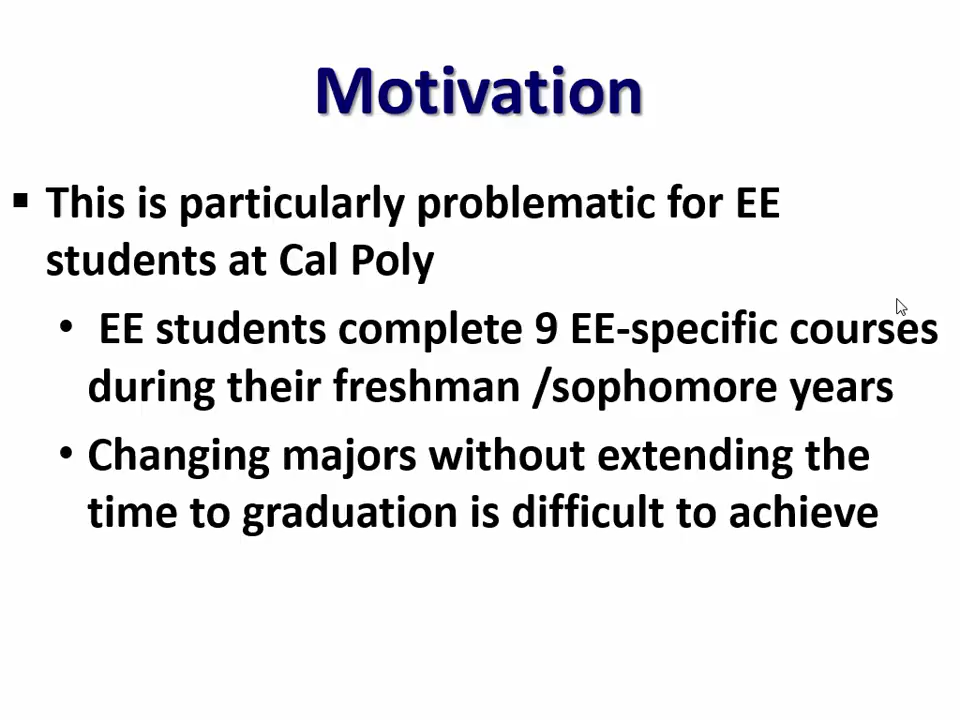 Motivation
▪ This is particularly problematic for EE
students at Cal Poly
• EE students complete 9 EE-specific courses
during their freshman /sophomore years
• Changing majors without extending the
time to graduation is difficult to achieve